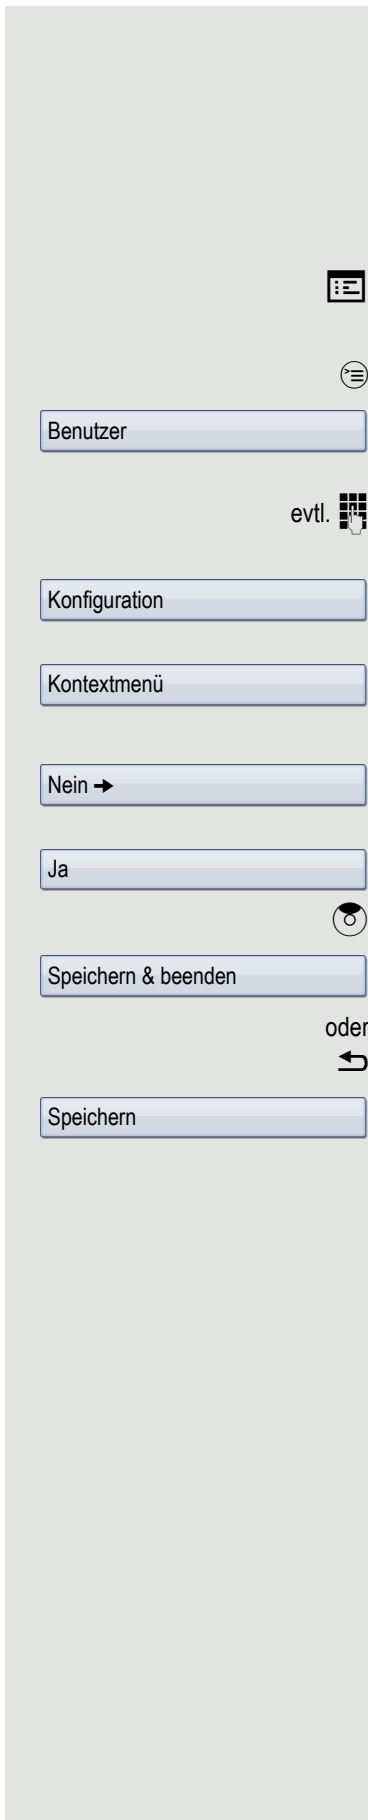 Benutzer
evtl.
Konfiguration
Kontextmenü
Nein ➔
Ja
Speichern & beenden
oder
Speichern